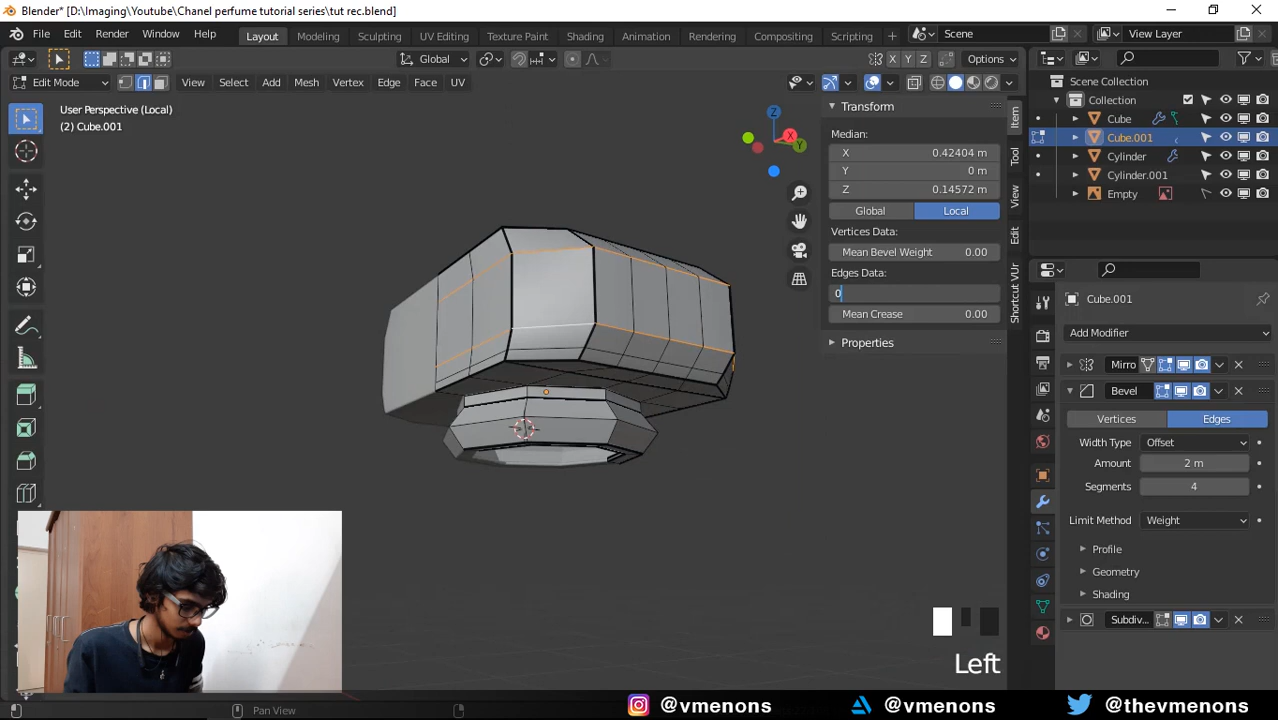 Blender* [D:\Imaging\Youtube\Chanel perfume tutorial series\tut rec.blend]
File Edit Render Window Help Layout Modeling Sculpting UV Editing Texture Paint Shading Animation Rendering Compositing Scripting Scene View Layer
Global X Y Z Options
Edit Mode View Select Add Mesh Vertex Edge Face UV
User Perspective (Local)
(2) Cube.001
Z
X
Y
Transform
Median:
X 0.42404 m
Y 0 m
Z 0.14572 m
Global Local
Vertices Data:
Mean Bevel Weight 0.00
Edges Data:
0
Mean Crease 0.00
Properties
Item
Tool
View
Edit
Shortcut VUr
Scene Collection
Collection
Cube
Cube.001
Cylinder
Cylinder.001
Empty
Cube.001
Add Modifier
Mirro
Bevel
Vertices Edges
Width Type Offset
Amount 2 m
Segments 4
Limit Method Weight
Profile
Geometry
Shading
Subdiv...
Left
Pan View
@vmenons @vmenons @thevmenons